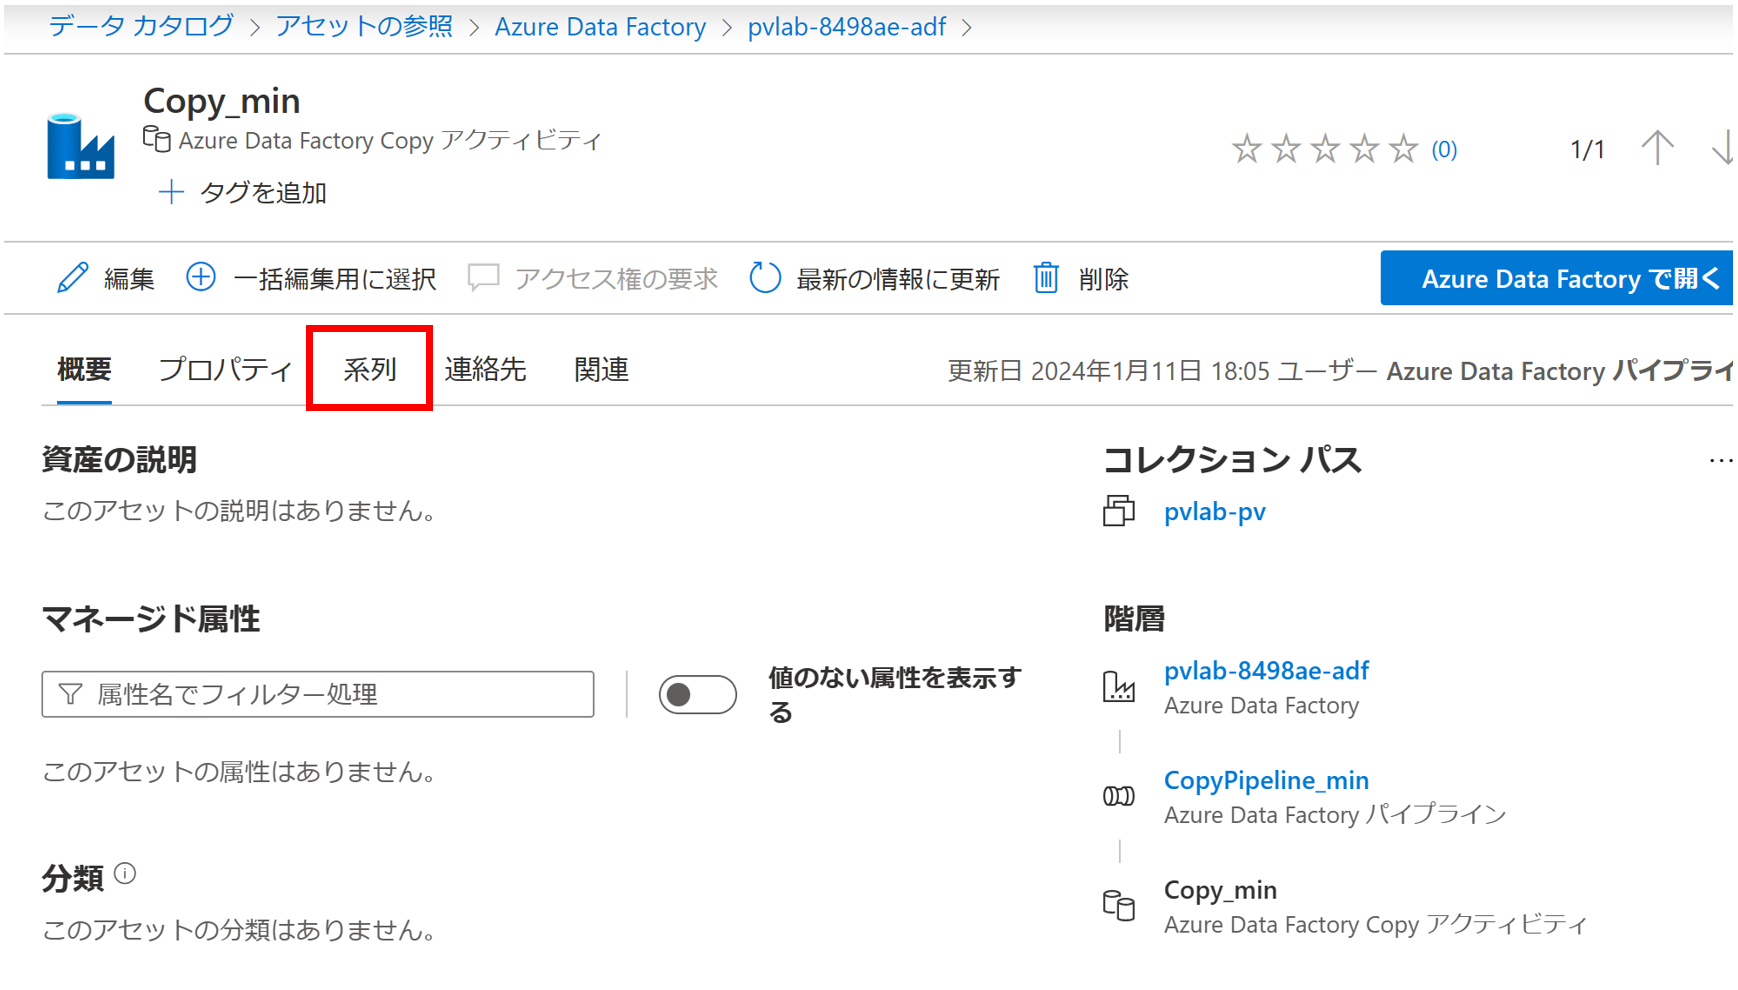 データ カタログ > アセットの参照 > Azure Data Factory > pvlab-8498ae-adf >
Copy_min
Azure Data Factory Copy アクティビティ
(0)
1/1
タグを追加
編集
一括編集用に選択
アクセス権の要求
最新の情報に更新
削除
Azure Data Factory で開く
概要
プロパティ
系列
連絡先
関連
更新日 2024年1月11日 18:05 ユーザー Azure Data Factory パイプライ
資産の説明
このアセットの説明はありません。
マネージド属性
属性名でフィルター処理
値のない属性を表示す
る
このアセットの属性はありません。
分類
このアセットの分類はありません。
コレクション パス
...
pvlab-pv
階層
pvlab-8498ae-adf
Azure Data Factory
CopyPipeline_min
Azure Data Factory パイプライン
Copy_min
Azure Data Factory Copy アクティビティ